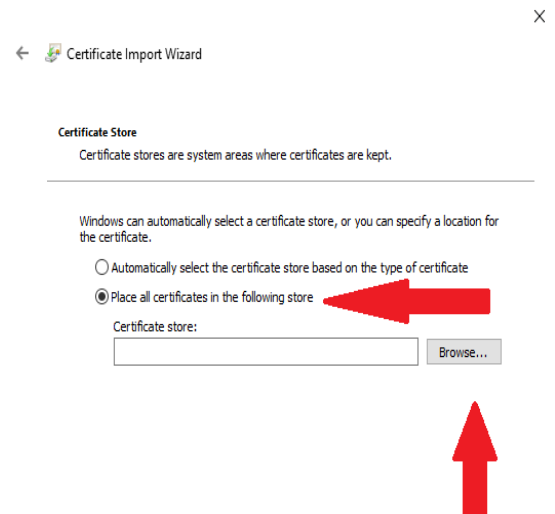 Certificate Import Wizard
Certificate Store
Certificate stores are system areas where certificates are kept.
Windows can automatically select a certificate store, or you can specify a location for
the certificate.
Automatically select the certificate store based on the type of certificate
Place all certificates in the following store
Certificate store:
Browse...